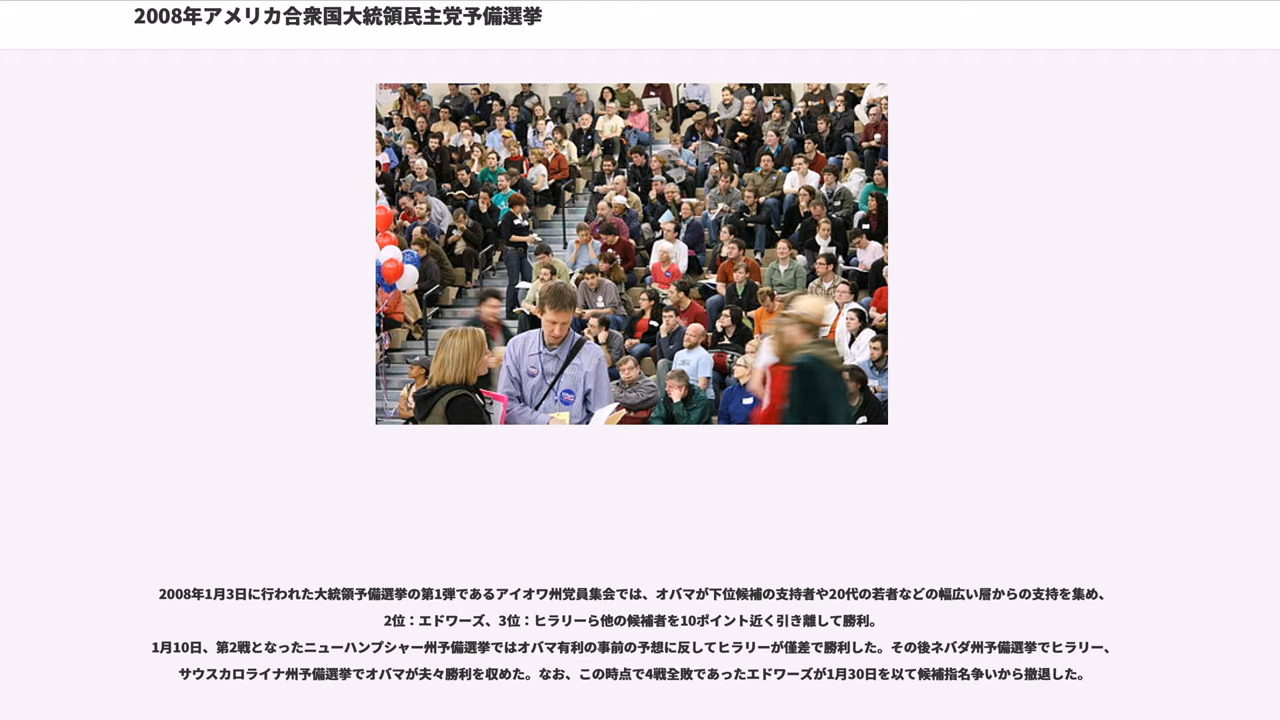 2008年アメリカ合衆国大統領民主党予備選挙
2008年1月3日に行われた大統領予備選挙の第1弾であるアイオワ州党員集会では、オバマが下位候補の支持者や20代の若者などの幅広い層からの支持を集め、
2位：エドワーズ、3位：ヒラリーら他の候補者を10ポイント近く引き離して勝利。
1月10日、第2戦となったニューハンプシャー州予備選挙ではオバマ有利の事前の予想に反してヒラリーが僅差で勝利した。その後ネバダ州予備選挙でヒラリー、
サウスカロライナ州予備選挙でオバマが夫々勝利を収めた。なお、この時点で4戦全敗であったエドワーズが1月30日を以て候補指名争いから撤退した。